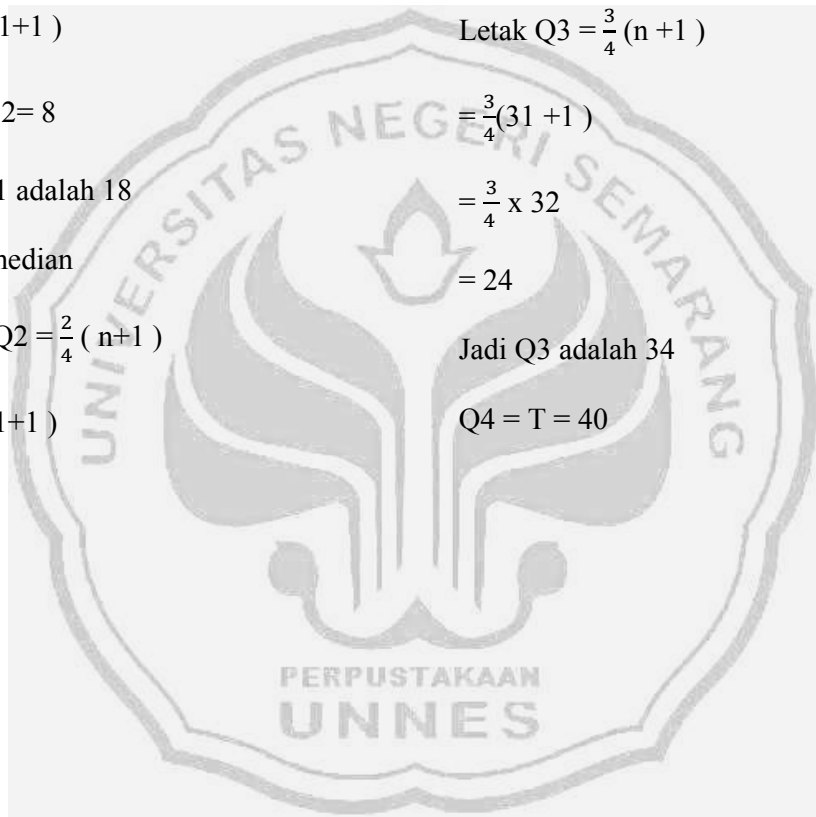 1+1 )
2= 8
1 adalah 18
nedian
Q2 = 2/4 ( n+1 )
1+1 )
Letak Q3 = 3/4 (n +1 )
= 3/4(31 +1 )
= 3/4 x 32
= 24
Jadi Q3 adalah 34
Q4 = T = 40
UNIVERSITAS NEGERI SEMARANG
PERPUSTAKAAN
UNNES